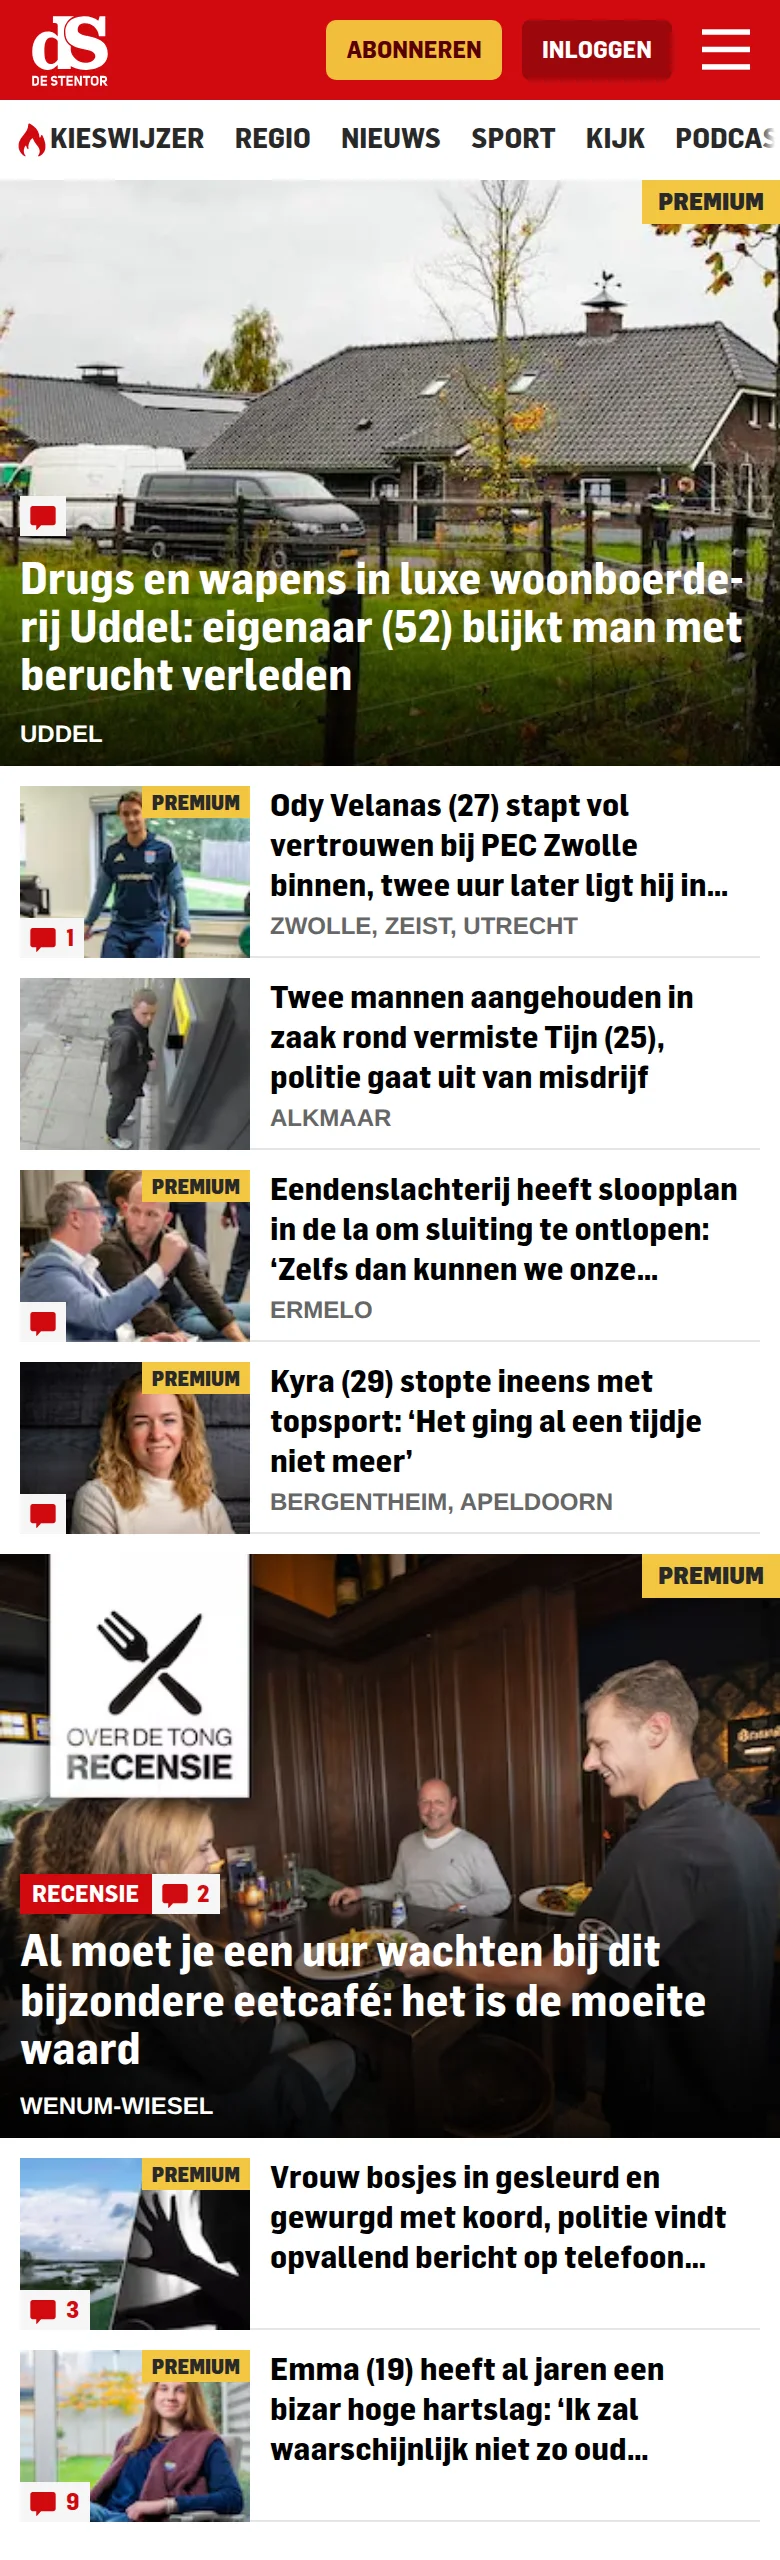 dS
DE STENTOR
ABONNEREN
INLOGGEN
KIESWIJZER REGIO NIEUWS SPORT KIJK PODCAS
PREMIUM
Drugs en wapens in luxe woonboerde-
rij Uddel: eigenaar (52) blijkt man met
berucht verleden
UDDEL
PREMIUM
1
Ody Velanas (27) stapt vol
vertrouwen bij PEC Zwolle
binnen, twee uur later ligt hij in...
ZWOLLE, ZEIST, UTRECHT
Twee mannen aangehouden in
zaak rond vermiste Tijn (25),
politie gaat uit van misdrijf
ALKMAAR
PREMIUM
Eendenslachterij heeft sloopplan
in de la om sluiting te ontlopen:
‘Zelfs dan kunnen we onze...
ERMELO
PREMIUM
Kyra (29) stopte ineens met
topsport: ‘Het ging al een tijdje
niet meer’
BERGENTHEIM, APELDOORN
PREMIUM
OVER DE TONG
RECENSIE
RECENSIE
2
Al moet je een uur wachten bij dit
bijzondere eetcafé: het is de moeite
waard
WENUM-WIESEL
PREMIUM
3
Vrouw bosjes in gesleurd en
gewurgd met koord, politie vindt
opvallend bericht op telefoon...
PREMIUM
9
Emma (19) heeft al jaren een
bizar hoge hartslag: ‘Ik zal
waarschijnlijk niet zo oud...